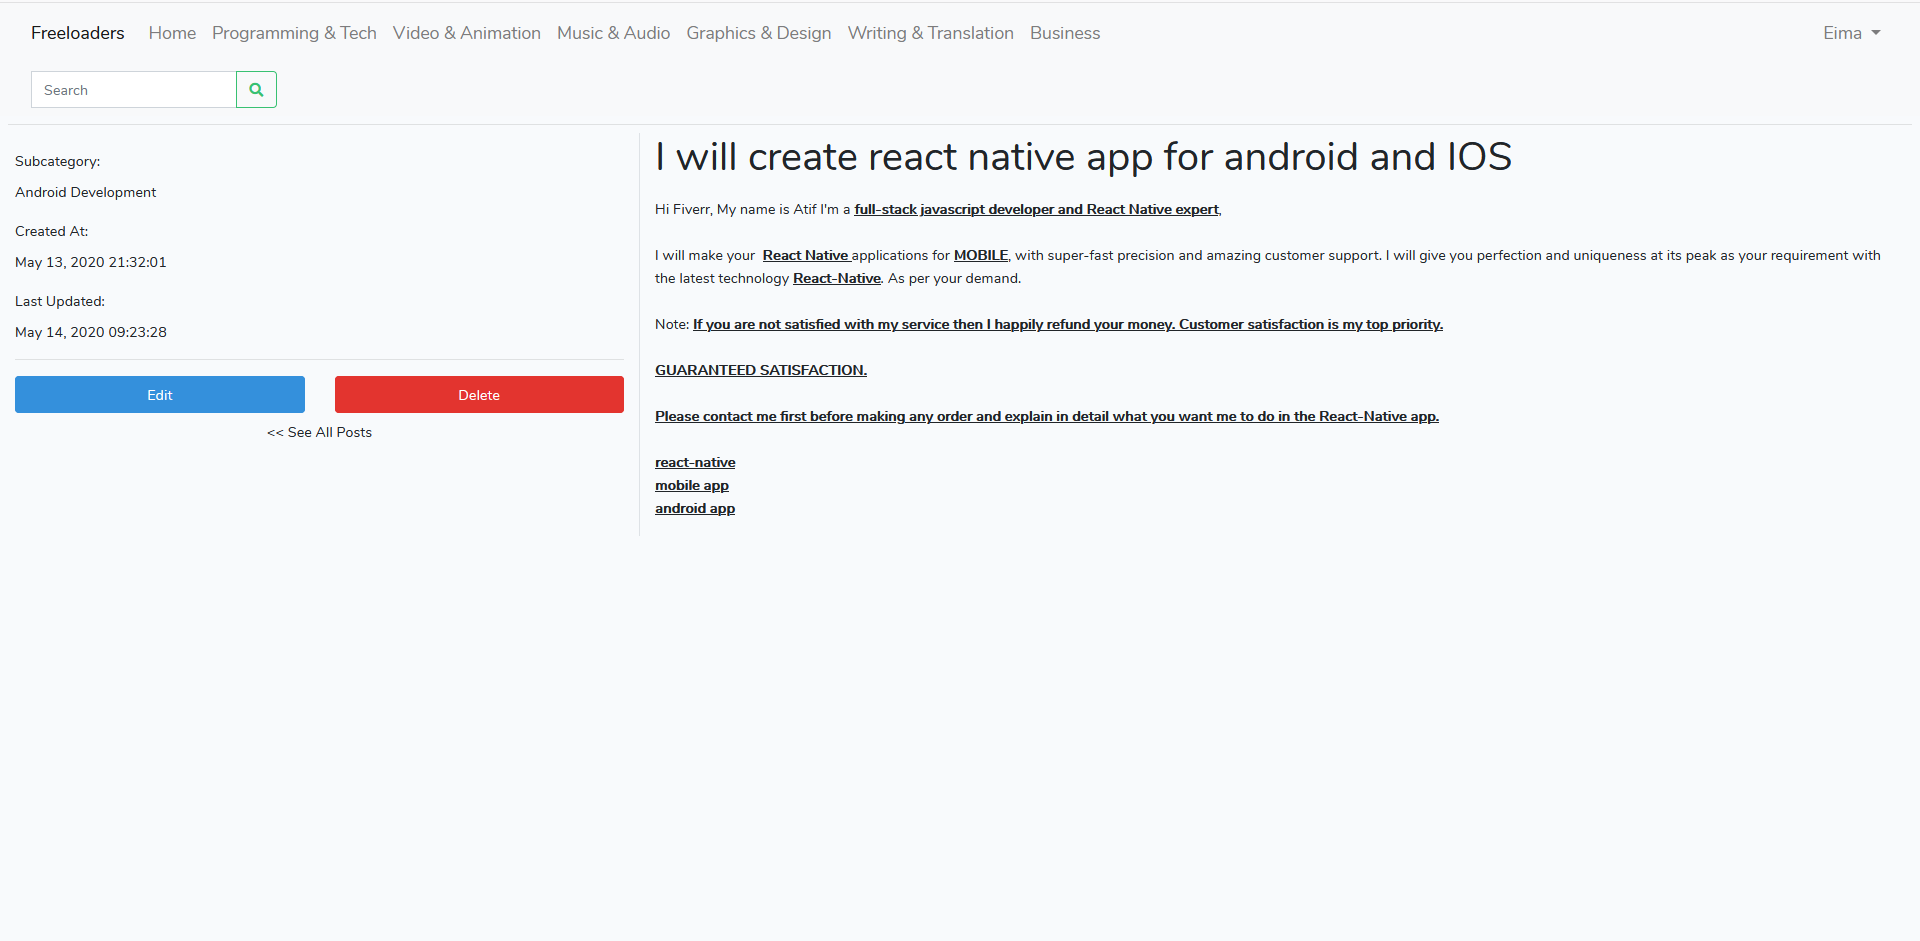 Freeloaders Home Programming & Tech Video & Animation Music & Audio Graphics & Design Writing & Translation Business Eima
Search
Subcategory:
Android Development
Created At:
May 13, 2020 21:32:01
Last Updated:
May 14, 2020 09:23:28
Edit Delete
<< See All Posts
I will create react native app for android and IOS
Hi Fiverr, My name is Atif I'm a full-stack javascript developer and React Native expert,
I will make your React Native applications for MOBILE, with super-fast precision and amazing customer support. I will give you perfection and uniqueness at its peak as your requirement with
the latest technology React-Native. As per your demand.
Note: If you are not satisfied with my service then I happily refund your money. Customer satisfaction is my top priority.
GUARANTEED SATISFACTION.
Please contact me first before making any order and explain in detail what you want me to do in the React-Native app.
react-native
mobile app
android app